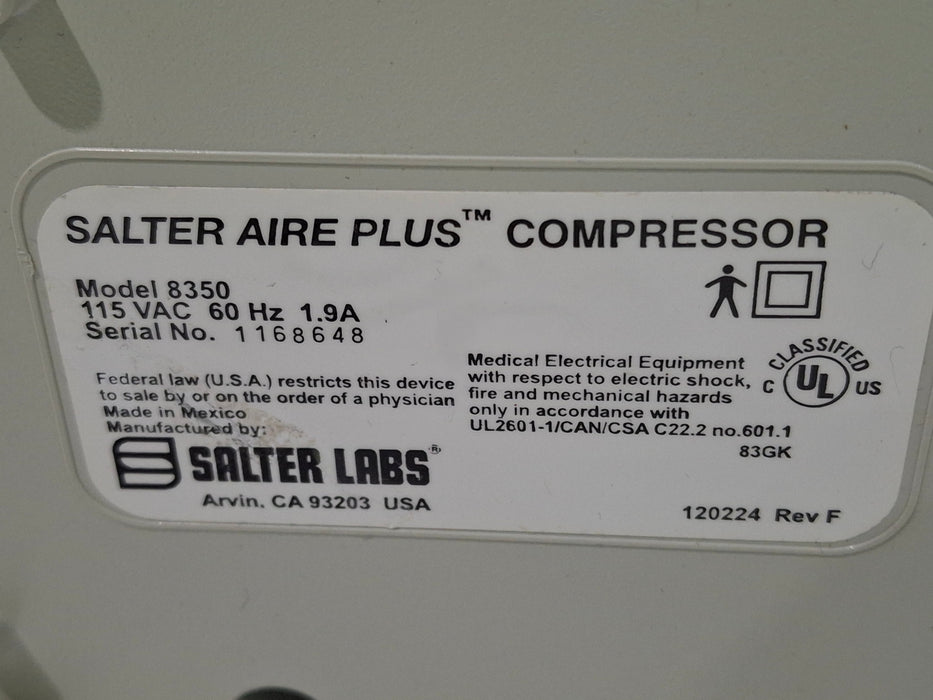 SALTER AIRE PLUS™ COMPRESSOR
Model 8350
115 VAC 60 Hz 1.9A
Serial No. 1168648
Federal law (U.S.A.) restricts this device
to sale by or on the order of a physician
Made in Mexico
Manufactured by:
SALTER LABS®
Arvin, CA 93203 USA
CLASSIFIED
C UL US
Medical Electrical Equipment
with respect to electric shock,
fire and mechanical hazards
only in accordance with
UL2601-1/CAN/CSA C22.2 no.601.1
83GK
120224 Rev F